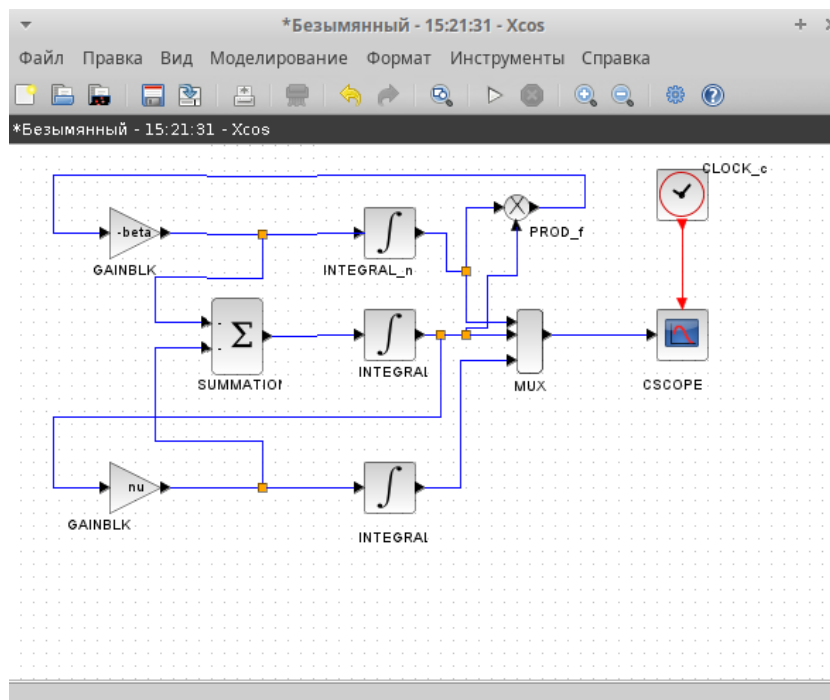 *Безымянный - 15:21:31 - Xcos
Файл Правка Вид Моделирование Формат Инструменты Справка
*Безымянный - 15:21:31 - Xcos
CLOCK_c
-beta
PROD_f
GAINBLK
INTEGRAL_n
- 
-
Σ
SUMMATION
INTEGRAL
MUX
CSCOPE
nu
GAINBLK
INTEGRAL